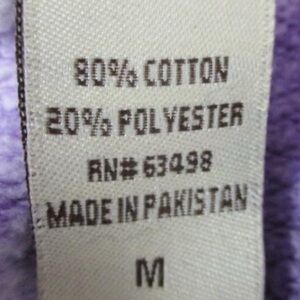 80% COTTON
20% POLYESTER
RN# 63498
MADE IN PAKISTAN
M